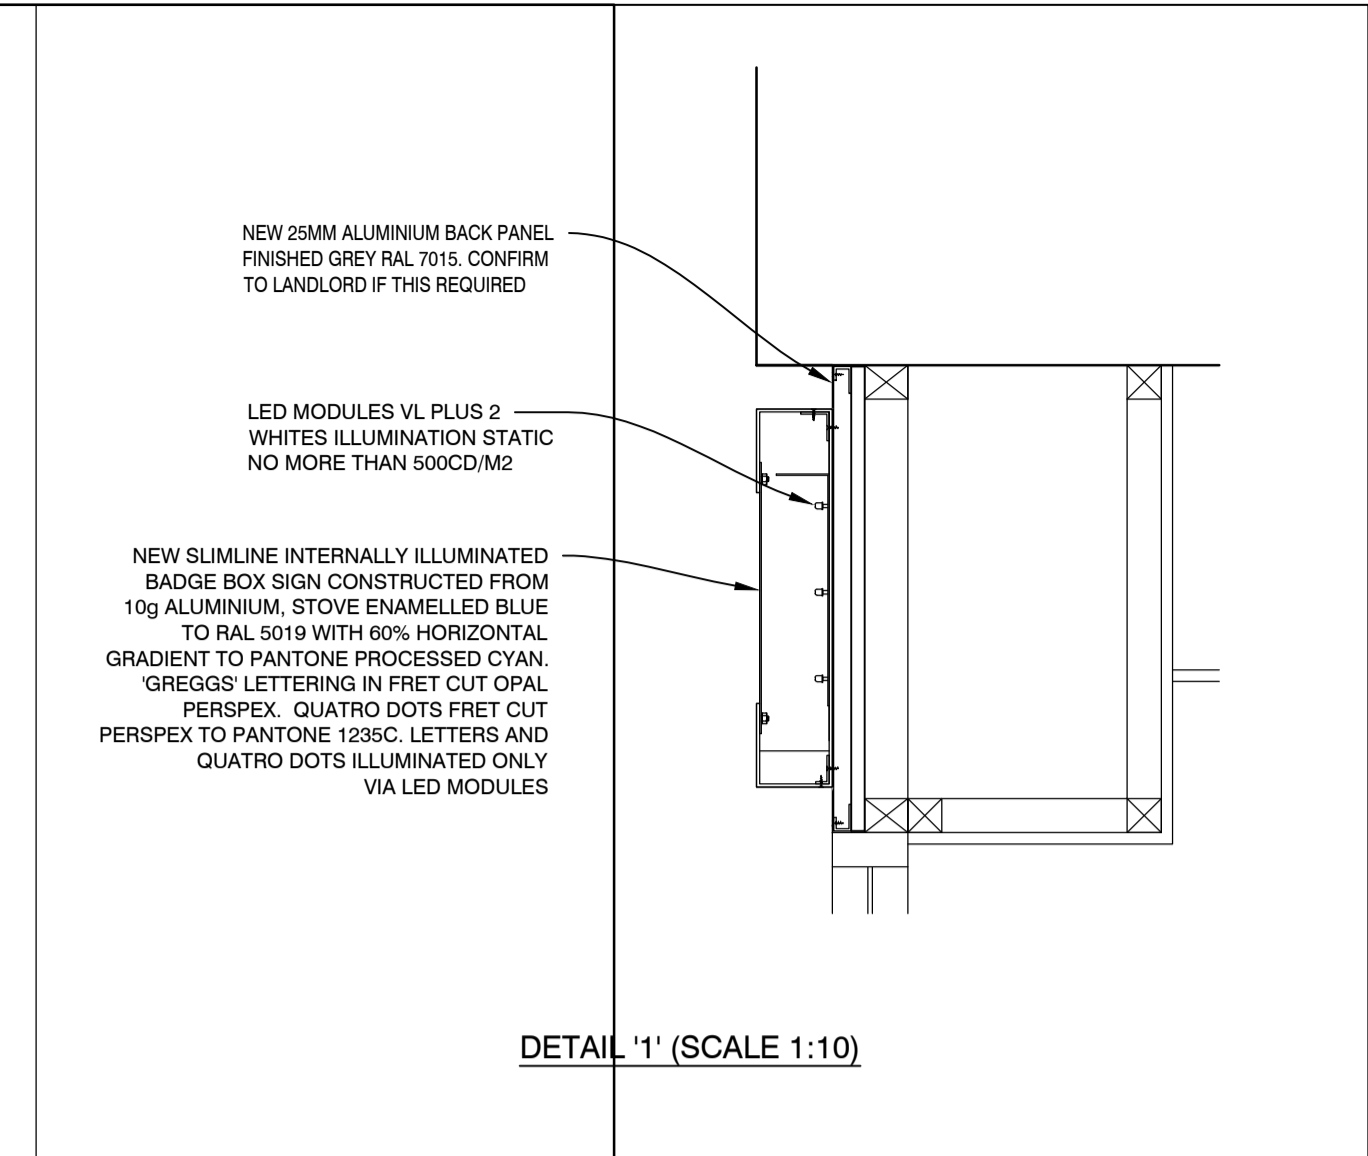 NEW 25MM ALUMINIUM BACK PANEL
FINISHED GREY RAL 7015. CONFIRM
TO LANDLORD IF THIS REQUIRED
LED MODULES VL PLUS 2
WHITES ILLUMINATION STATIC
NO MORE THAN 500CD/M2
NEW SLIMLINE INTERNALLY ILLUMINATED
BADGE BOX SIGN CONSTRUCTED FROM
10g ALUMINIUM, STOVE ENAMELLED BLUE
TO RAL 5019 WITH 60% HORIZONTAL
GRADIENT TO PANTONE PROCESSED CYAN.
'GREGGS' LETTERING IN FRET CUT OPAL
PERSPEX. QUATRO DOTS FRET CUT
PERSPEX TO PANTONE 1235C. LETTERS AND
QUATRO DOTS ILLUMINATED ONLY
VIA LED MODULES
DETAIL '1' (SCALE 1:10)